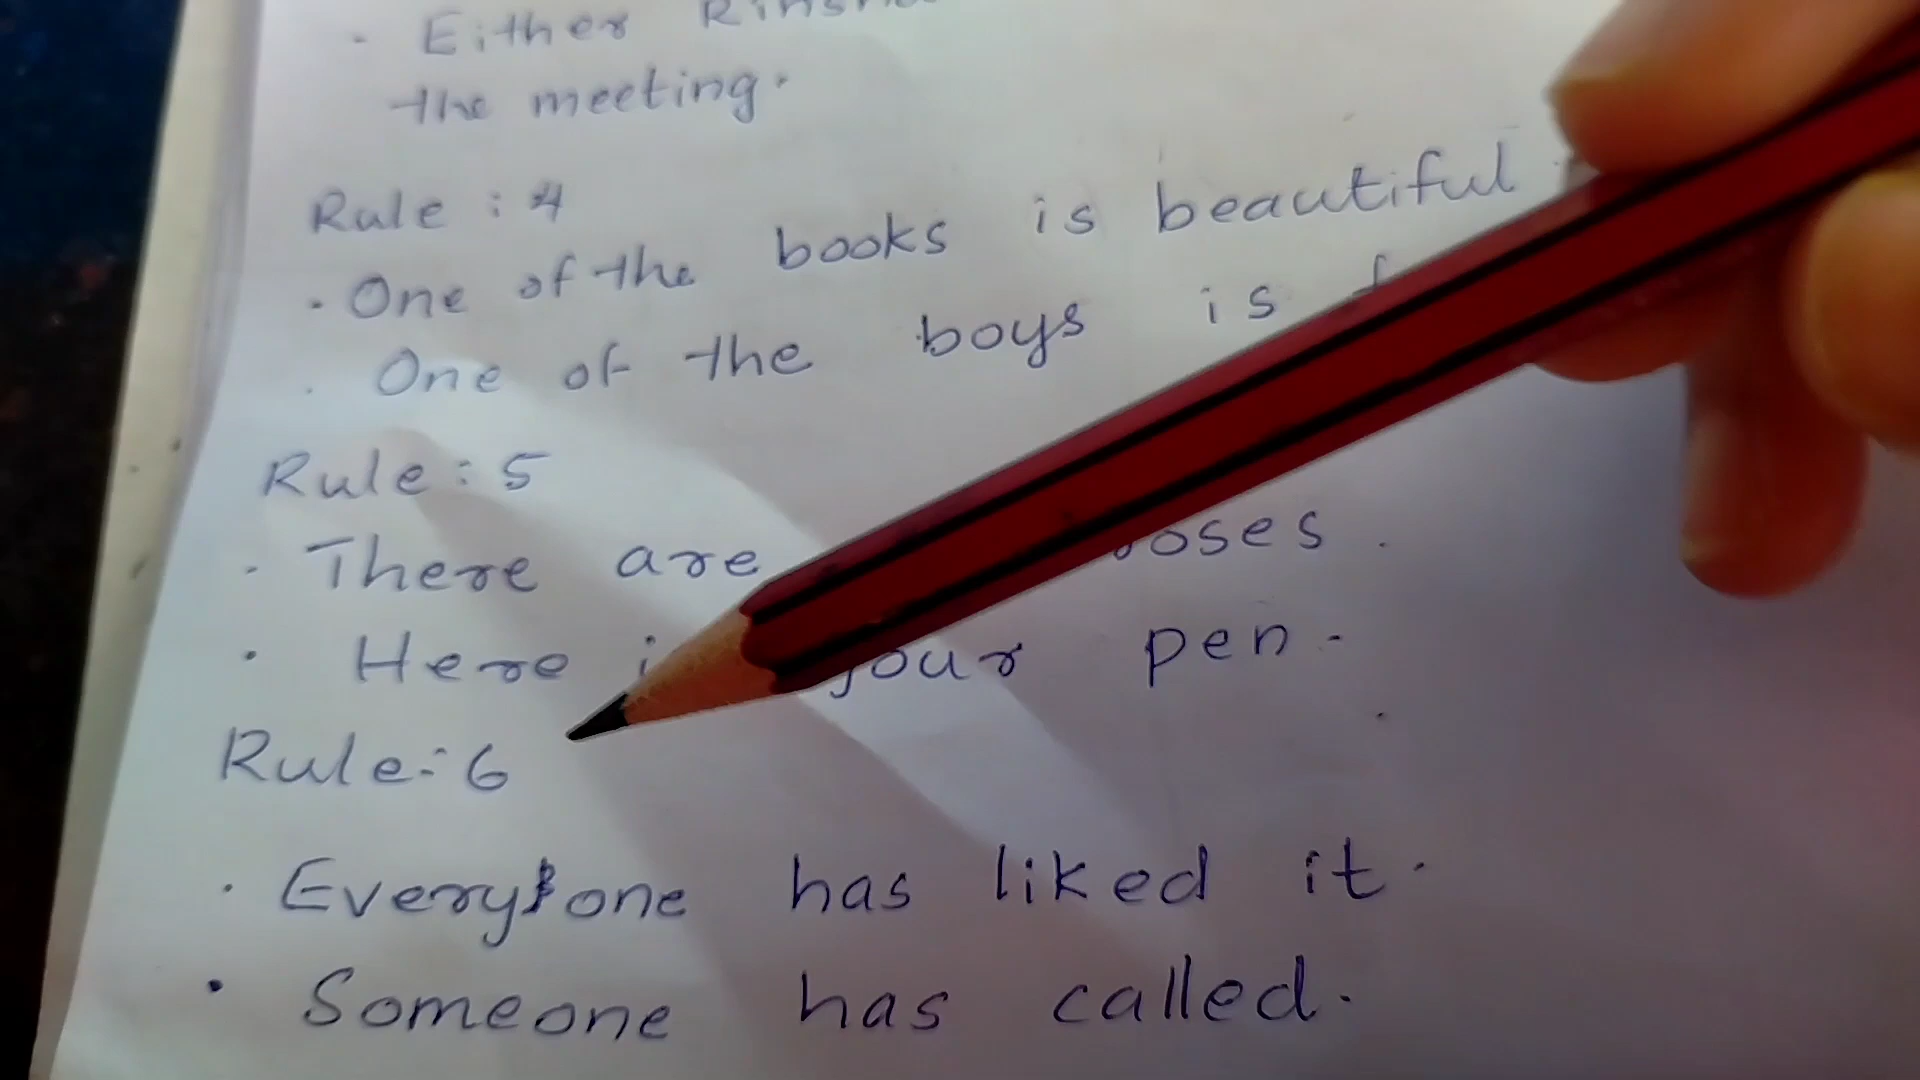 • Either
the meeting.
Rule : 4
• One of the books is beautiful
• One of the boys is
Rule : 5
• There are
• Here your pen.
Rule:- 6
• Everyone has liked it.
• Someone has called.